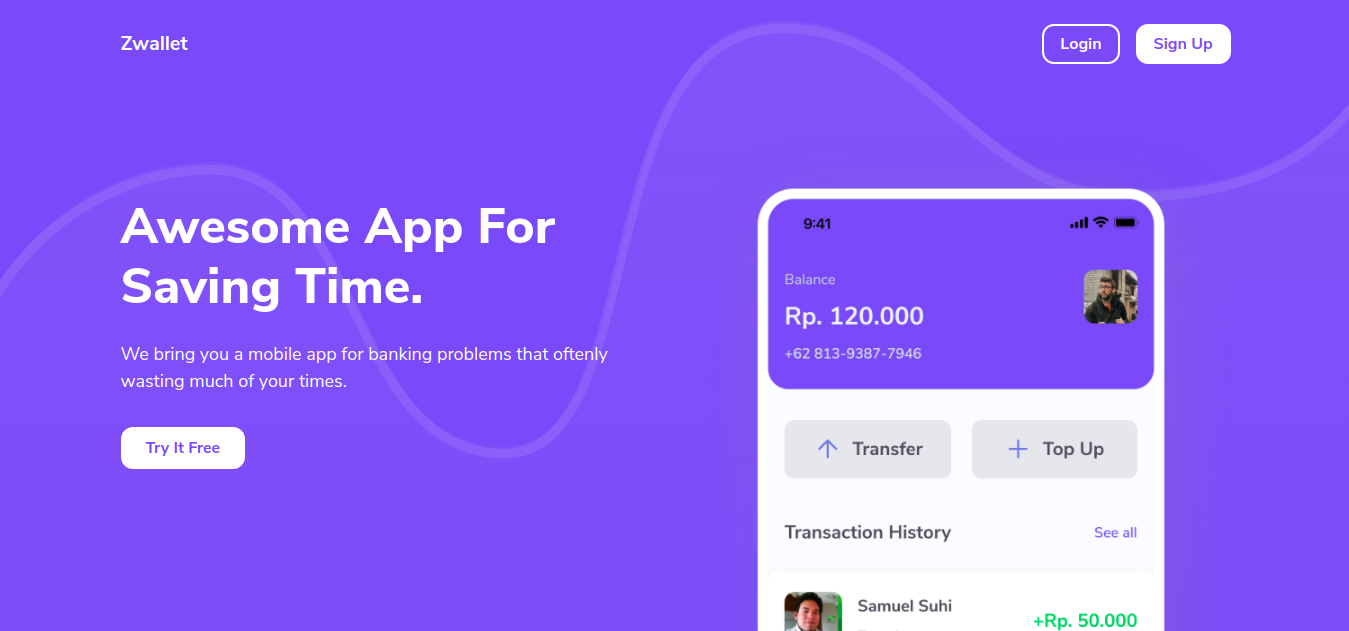 Zwallet
Login
Sign Up
Awesome App For
Saving Time.
We bring you a mobile app for banking problems that oftenly
wasting much of your times.
Try It Free
9:41
Balance
Rp. 120.000
+62 813-9387-7946
Transfer
Top Up
Transaction History
See all
Samuel Suhi
+Rp. 50.000